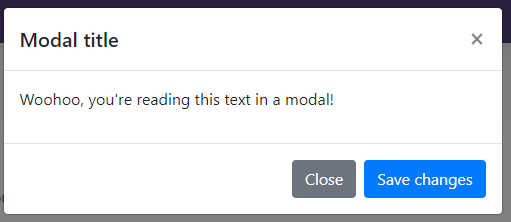 Modal title ×
Woohoo, you're reading this text in a modal!
Close Save changes